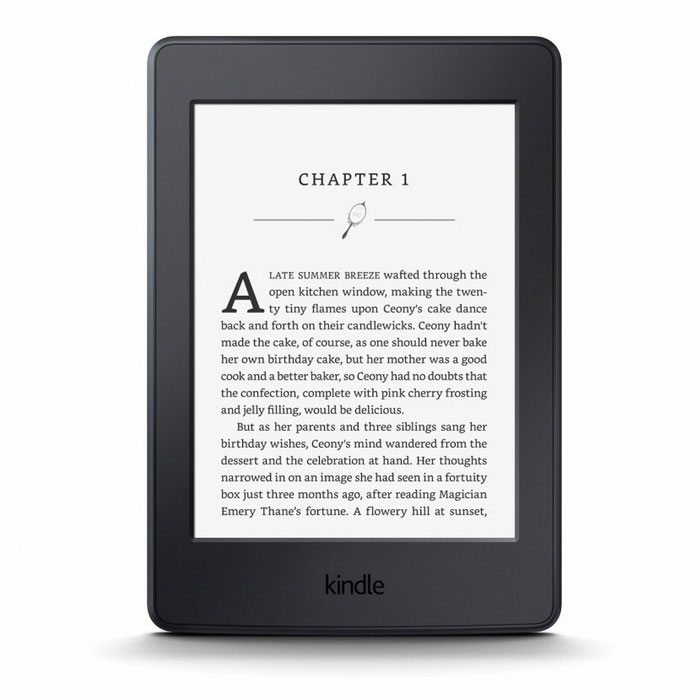 CHAPTER 1
A LATE SUMMER BREEZE wafted through the
open kitchen window, making the twen-
ty tiny flames upon Ceony's cake dance
back and forth on their candlewicks. Ceony hadn't
made the cake, of course, as one should never bake
her own birthday cake, but her mother was a good
cook and a better baker, so Ceony had no doubts that
the confection, complete with pink cherry frosting
and jelly filling, would be delicious.
But as her parents and three siblings sang her
birthday wishes, Ceony's mind wandered from the
dessert and the celebration at hand. Her thoughts
narrowed in on an image she had seen in a fortuity
box just three months ago, after reading Magician
Emery Thane's fortune. A flowery hill at sunset,
kindle